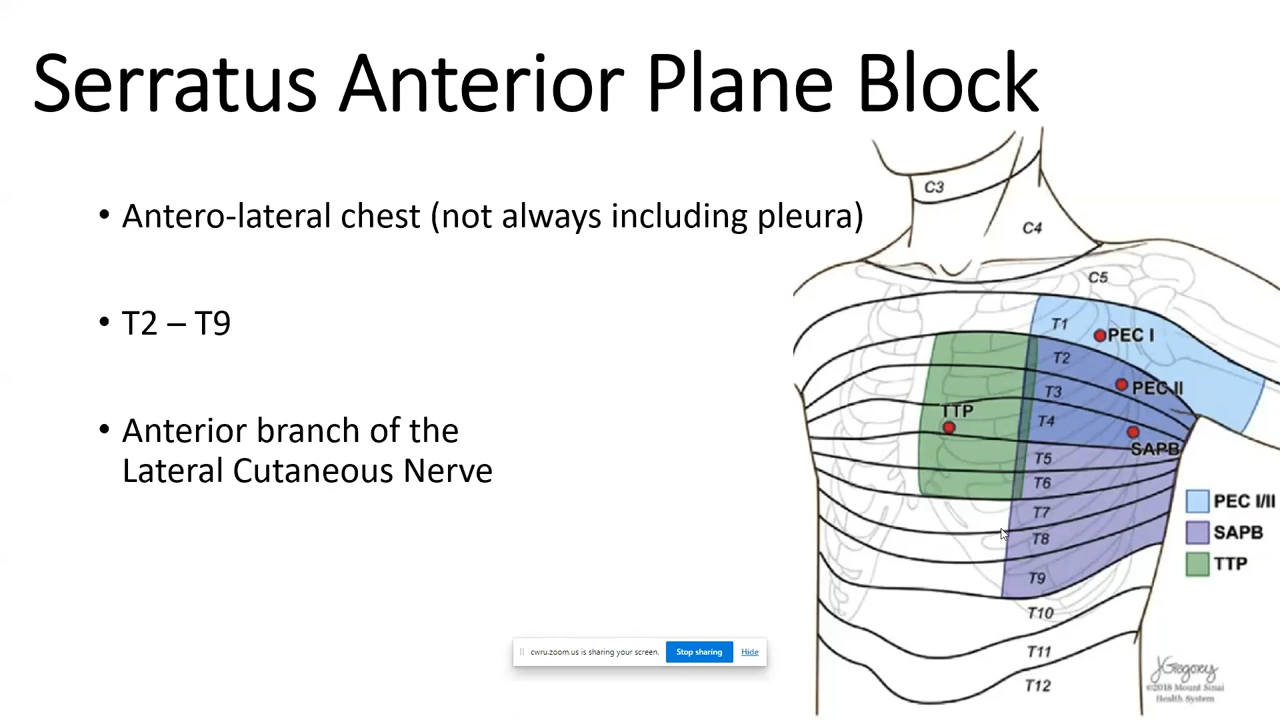 Serratus Anterior Plane Block
• Antero-lateral chest (not always including pleura)
• T2 – T9
• Anterior branch of the
Lateral Cutaneous Nerve
C3
C4
C5
T1
PEC I
T2
PEC II
T3
TTP
T4
SAPB
T5
T6
T7
T8
T9
T10
T11
T12
PEC I/II
SAPB
TTP
cwru.zoom.us is sharing your screen.
Stop sharing
Hide
JGregory
©2018 Mount Sinai
Health System